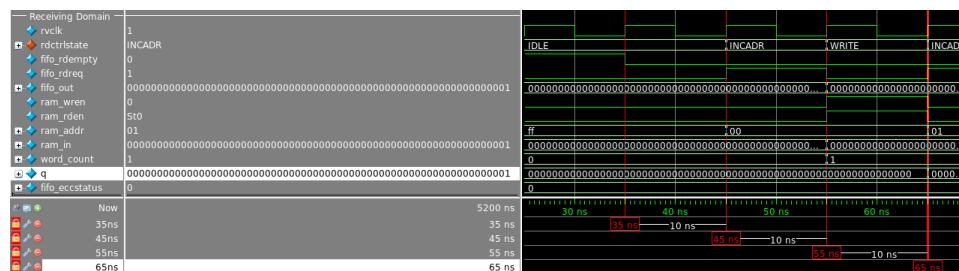 Receiving Domain
rvclk 1
rdctrlstate INCADR IDLE INCADR WRITE INCAD
fifo_rdempty 0
fifo_rdreq 1
fifo_out
ram_wren 0
ram_rden St0
ram_addr 01 ff 00 01
ram_in
word_count 1 0 1
q
fifo_eccstatus 0 0
Now 5200 ns 30 ns 40 ns 50 ns 60 ns
35ns 35 ns 35 ns 10 ns
45ns 45 ns 45 ns 10 ns
55ns 55 ns 55 ns 10 ns
65ns 65 ns 65 ns